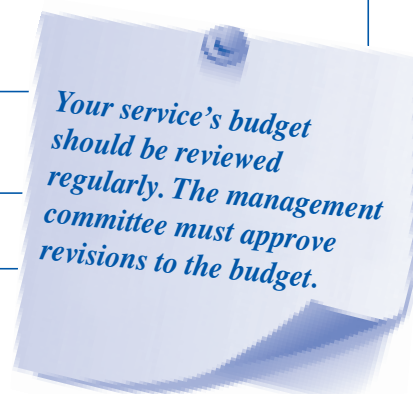 Your service’s budget
should be reviewed
regularly. The management
committee must approve
revisions to the budget.